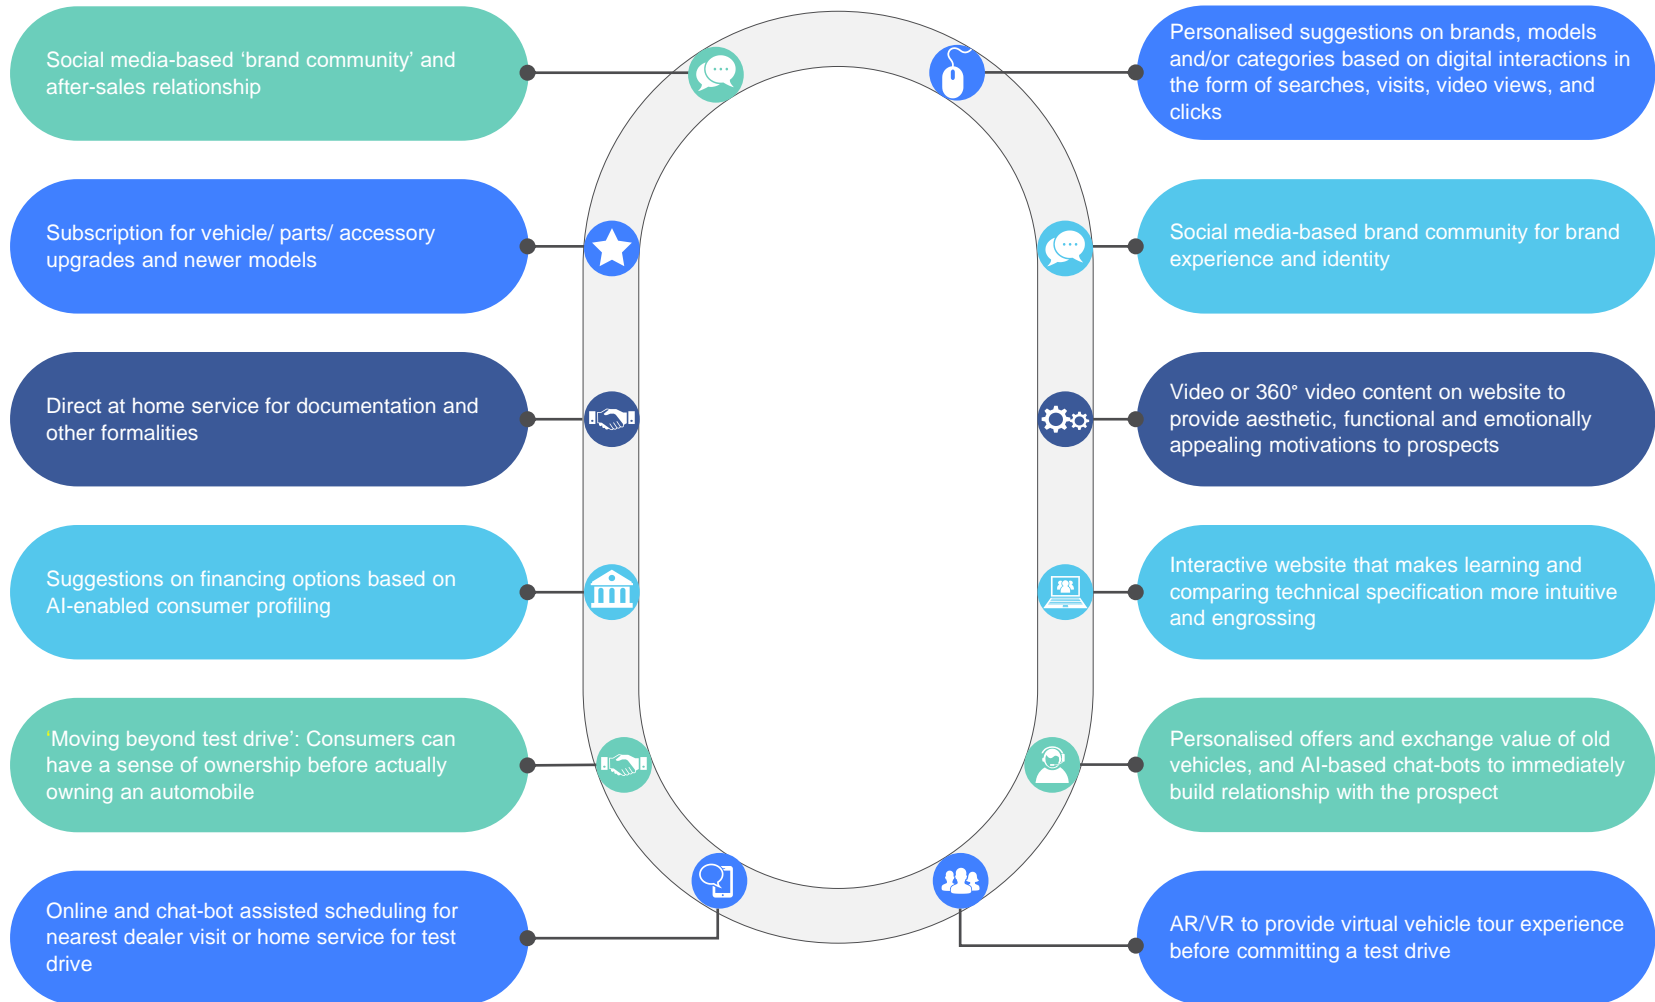 Social media-based ‘brand community’ and
after-sales relationship
Subscription for vehicle/ parts/ accessory
upgrades and newer models
Direct at home service for documentation and
other formalities
Suggestions on financing options based on
AI-enabled consumer profiling
‘Moving beyond test drive’: Consumers can
have a sense of ownership before actually
owning an automobile
Online and chat-bot assisted scheduling for
nearest dealer visit or home service for test
drive
Personalised suggestions on brands, models
and/or categories based on digital interactions in
the form of searches, visits, video views, and
clicks
Social media-based brand community for brand
experience and identity
Video or 360° video content on website to
provide aesthetic, functional and emotionally
appealing motivations to prospects
Interactive website that makes learning and
comparing technical specification more intuitive
and engrossing
Personalised offers and exchange value of old
vehicles, and AI-based chat-bots to immediately
build relationship with the prospect
AR/VR to provide virtual vehicle tour experience
before committing a test drive